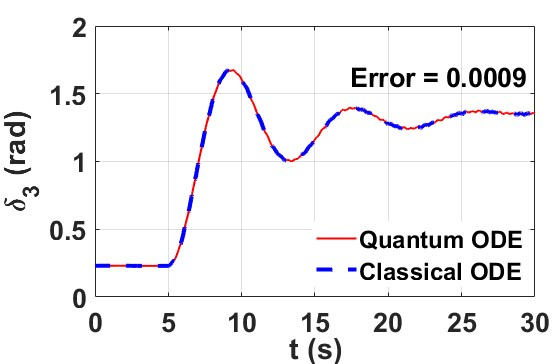 2
1.5
1
0.5
0
δ3 (rad)
Error = 0.0009
Quantum ODE
Classical ODE
0 5 10 15 20 25 30
t (s)